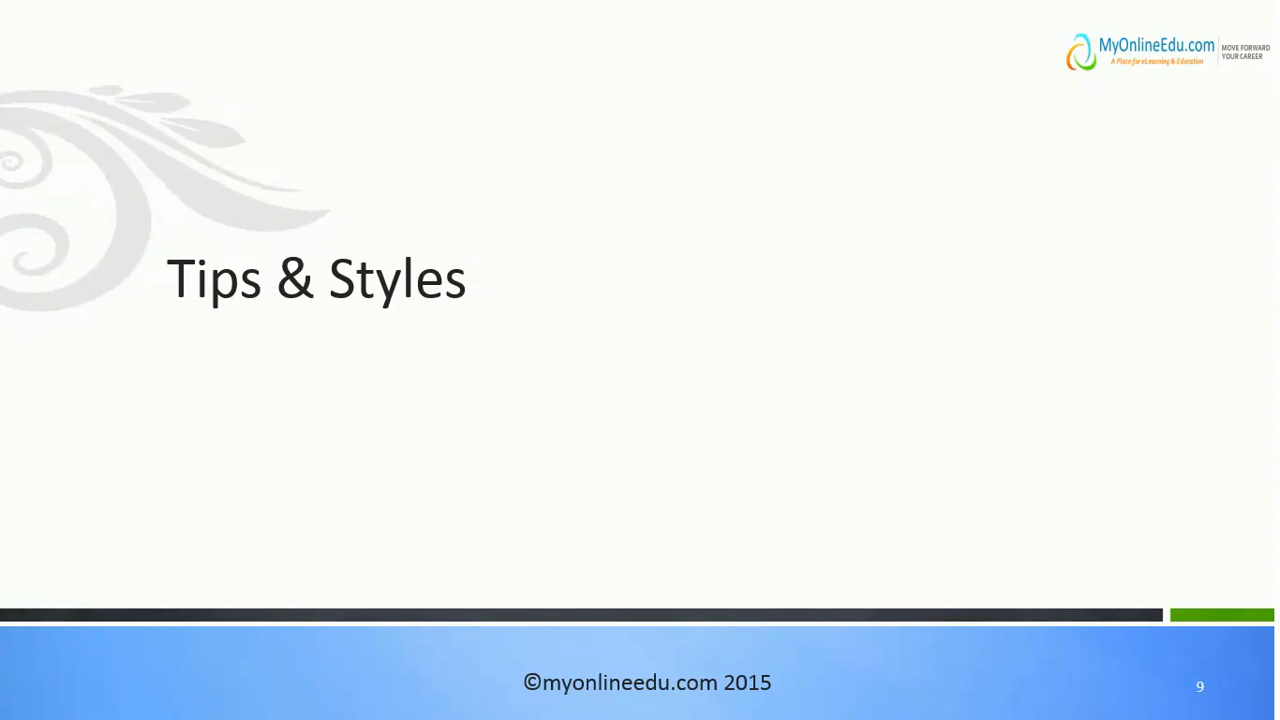 MyOnlineEdu.com
A Place for eLearning & Education
MOVE FORWARD
YOUR CAREER
Tips & Styles
©myonlineedu.com 2015
9